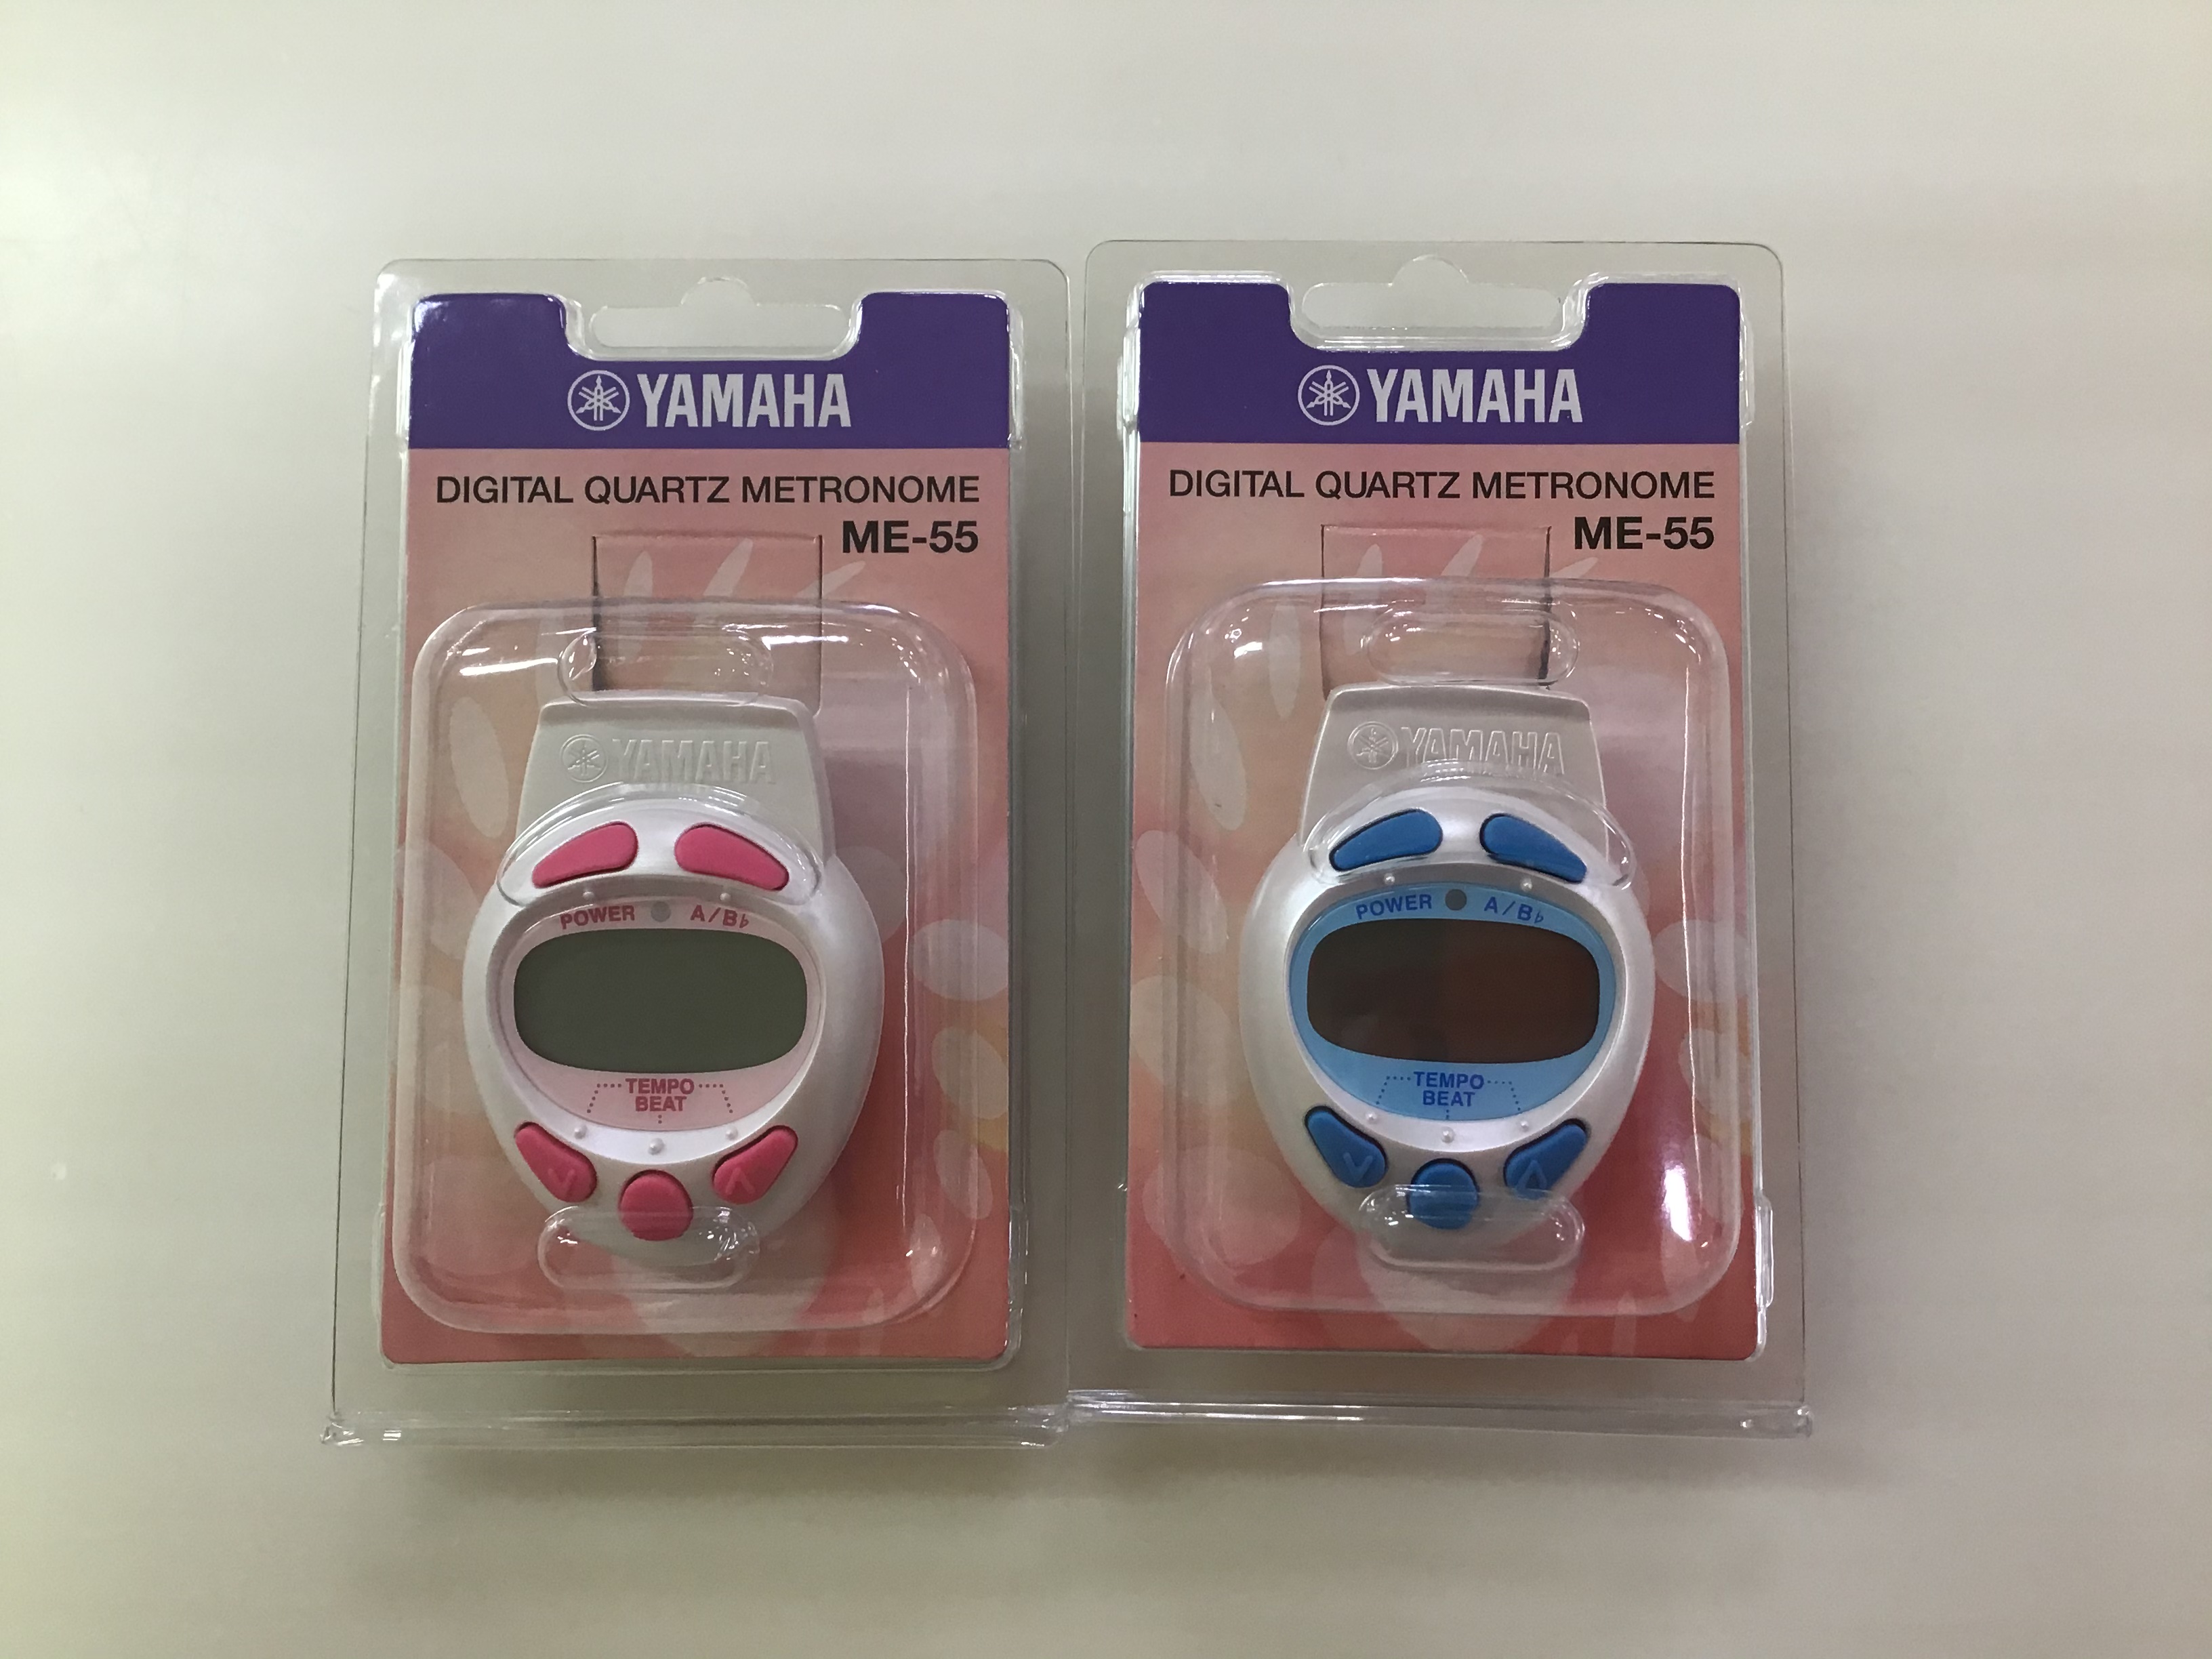 YAMAHA
DIGITAL QUARTZ METRONOME
ME-55
YAMAHA
POWER A/B♭
TEMPO
BEAT
YAMAHA
DIGITAL QUARTZ METRONOME
ME-55
YAMAHA
POWER A/B♭
TEMPO
BEAT